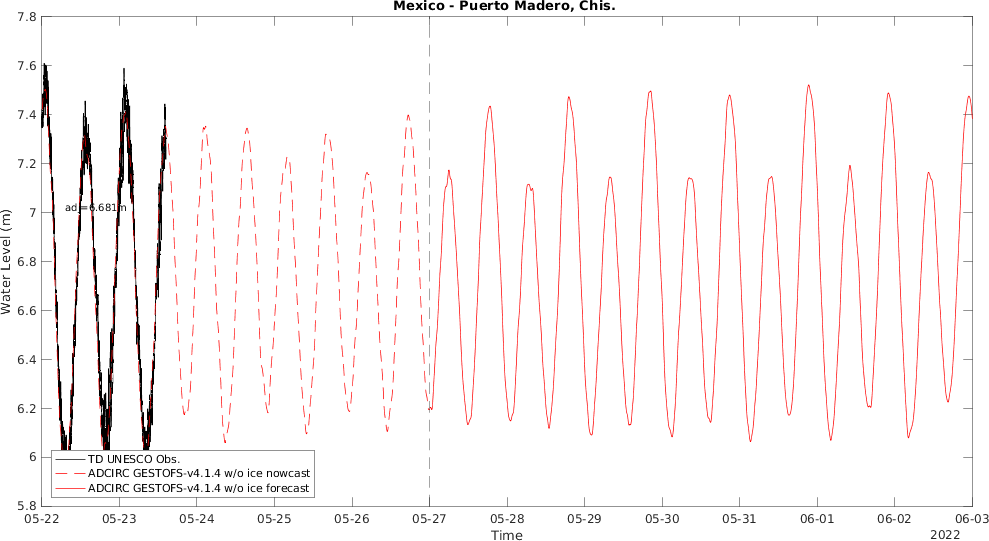 Mexico - Puerto Madero, Chis.
7.8
7.6
7.4
7.2
7
6.8
6.6
6.4
6.2
6
5.8
Water Level (m)
ad =6.681m
TD UNESCO Obs.
ADCIRC GESTOFS-v4.1.4 w/o ice nowcast
ADCIRC GESTOFS-v4.1.4 w/o ice forecast
05-22 05-23 05-24 05-25 05-26 05-27 05-28 05-29 05-30 05-31 06-01 06-02 06-03
Time
2022